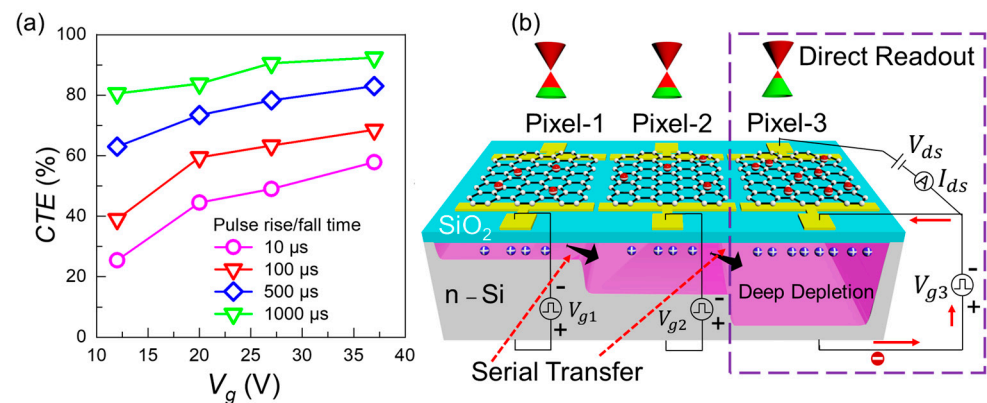 (a)
100
80
60
40
20
0
CTE (%)
10 15 20 25 30 35 40
V_g (V)
Pulse rise/fall time
10 μs
100 μs
500 μs
1000 μs
(b)
Direct Readout
Pixel-1 Pixel-2 Pixel-3
V_ds
A I_ds
SiO₂
n – Si
Deep Depletion
- V_g1 +
- V_g2 +
V_g3 - +
Serial Transfer